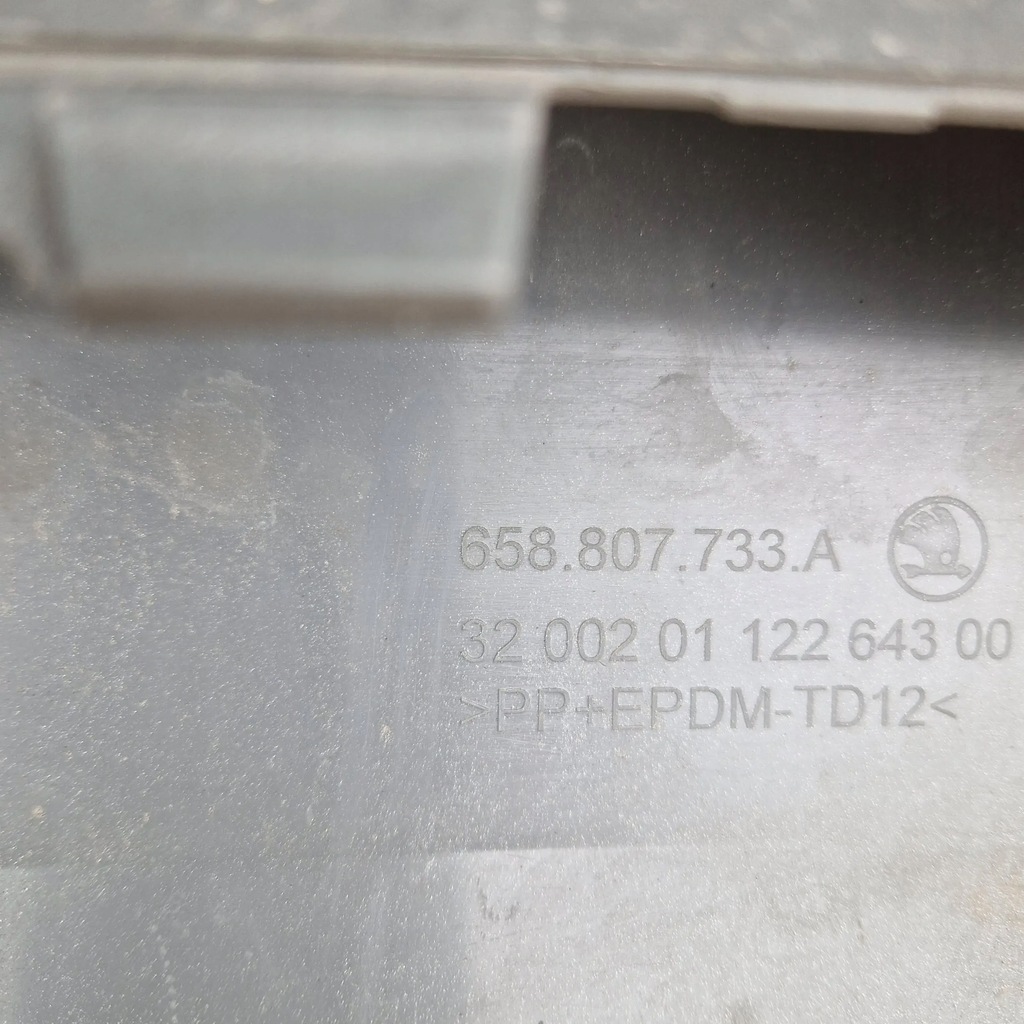 658.807.733.A
32 002 01 122 643 00
>PP+EPDM-TD12<